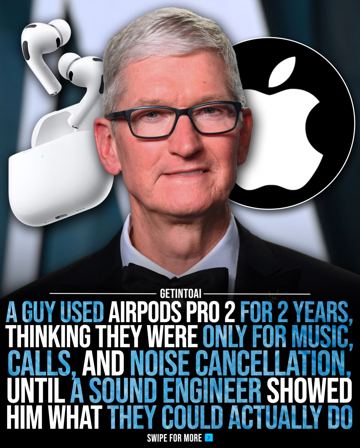 GETINTOAI
A GUY USED AIRPODS PRO 2 FOR 2 YEARS,
THINKING THEY WERE ONLY FOR MUSIC,
CALLS, AND NOISE CANCELLATION,
UNTIL A SOUND ENGINEER SHOWED
HIM WHAT THEY COULD ACTUALLY DO
SWIPE FOR MORE